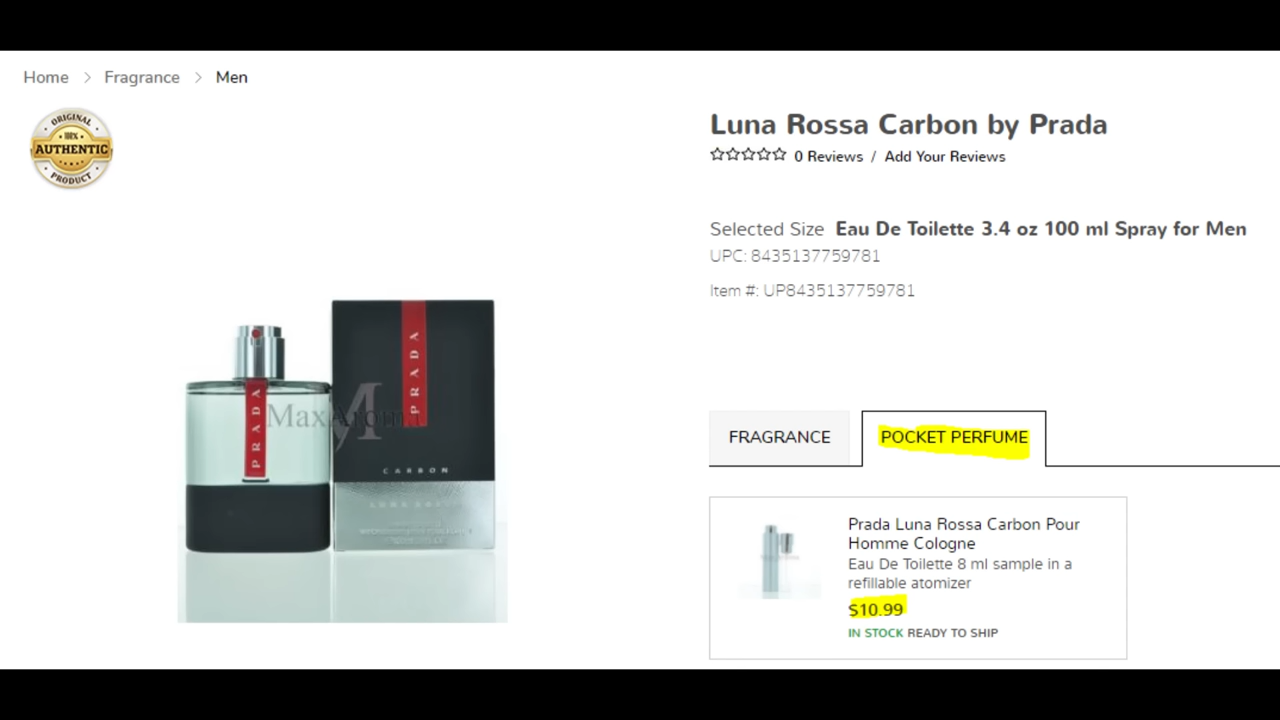 Home > Fragrance > Men
ORIGINAL
100%
AUTHENTIC
PRODUCT
Luna Rossa Carbon by Prada
0 Reviews / Add Your Reviews
Selected Size Eau De Toilette 3.4 oz 100 ml Spray for Men
UPC: 8435137759781
Item #: UP8435137759781
PRADA
PRADA
MaxAroma
CARBON
LUNA ROSSA
FRAGRANCE
POCKET PERFUME
Prada Luna Rossa Carbon Pour
Homme Cologne
Eau De Toilette 8 ml sample in a
refillable atomizer
$10.99
IN STOCK READY TO SHIP